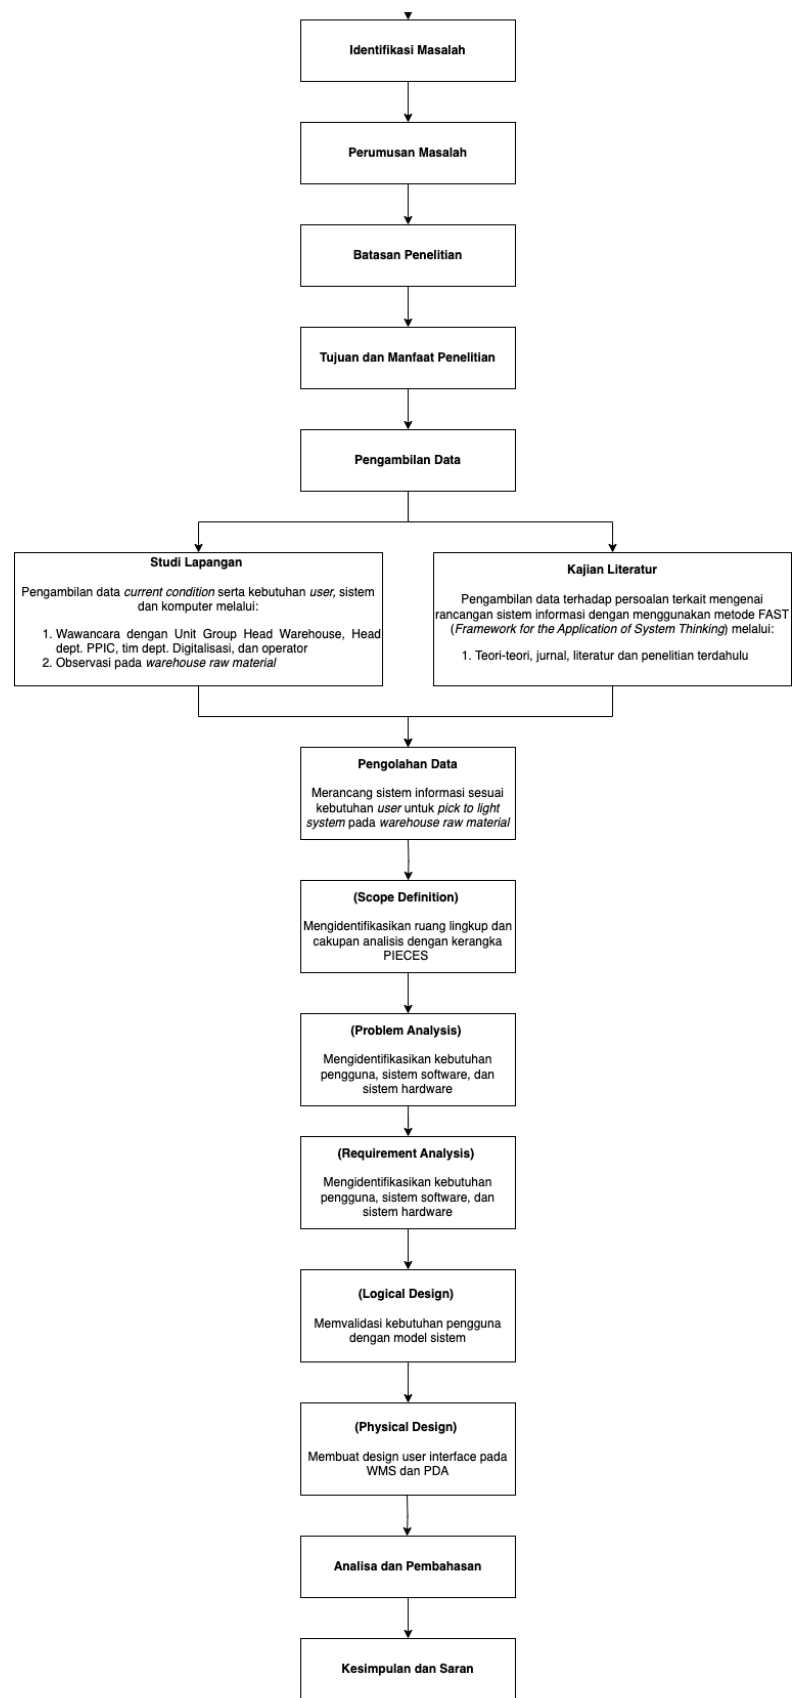 Identifikasi Masalah
Perumusan Masalah
Batasan Penelitian
Tujuan dan Manfaat Penelitian
Pengambilan Data
Studi Lapangan
Pengambilan data current condition serta kebutuhan user, sistem
dan komputer melalui:
1. Wawancara dengan Unit Group Head Warehouse, Head
dept. PPIC, tim dept. Digitalisasi, dan operator
2. Observasi pada warehouse raw material
Kajian Literatur
Pengambilan data terhadap persoalan terkait mengenai
rancangan sistem informasi dengan menggunakan metode FAST
(Framework for the Application of System Thinking) melalui:
1. Teori-teori, jurnal, literatur dan penelitian terdahulu
Pengolahan Data
Merancang sistem informasi sesuai
kebutuhan user untuk pick to light
system pada warehouse raw material
(Scope Definition)
Mengidentifikasikan ruang lingkup dan
cakupan analisis dengan kerangka
PIECES
(Problem Analysis)
Mengidentifikasikan kebutuhan
pengguna, sistem software, dan
sistem hardware
(Requirement Analysis)
Mengidentifikasikan kebutuhan
pengguna, sistem software, dan
sistem hardware
(Logical Design)
Memvalidasi kebutuhan pengguna
dengan model sistem
(Physical Design)
Membuat design user interface pada
WMS dan PDA
Analisa dan Pembahasan
Kesimpulan dan Saran